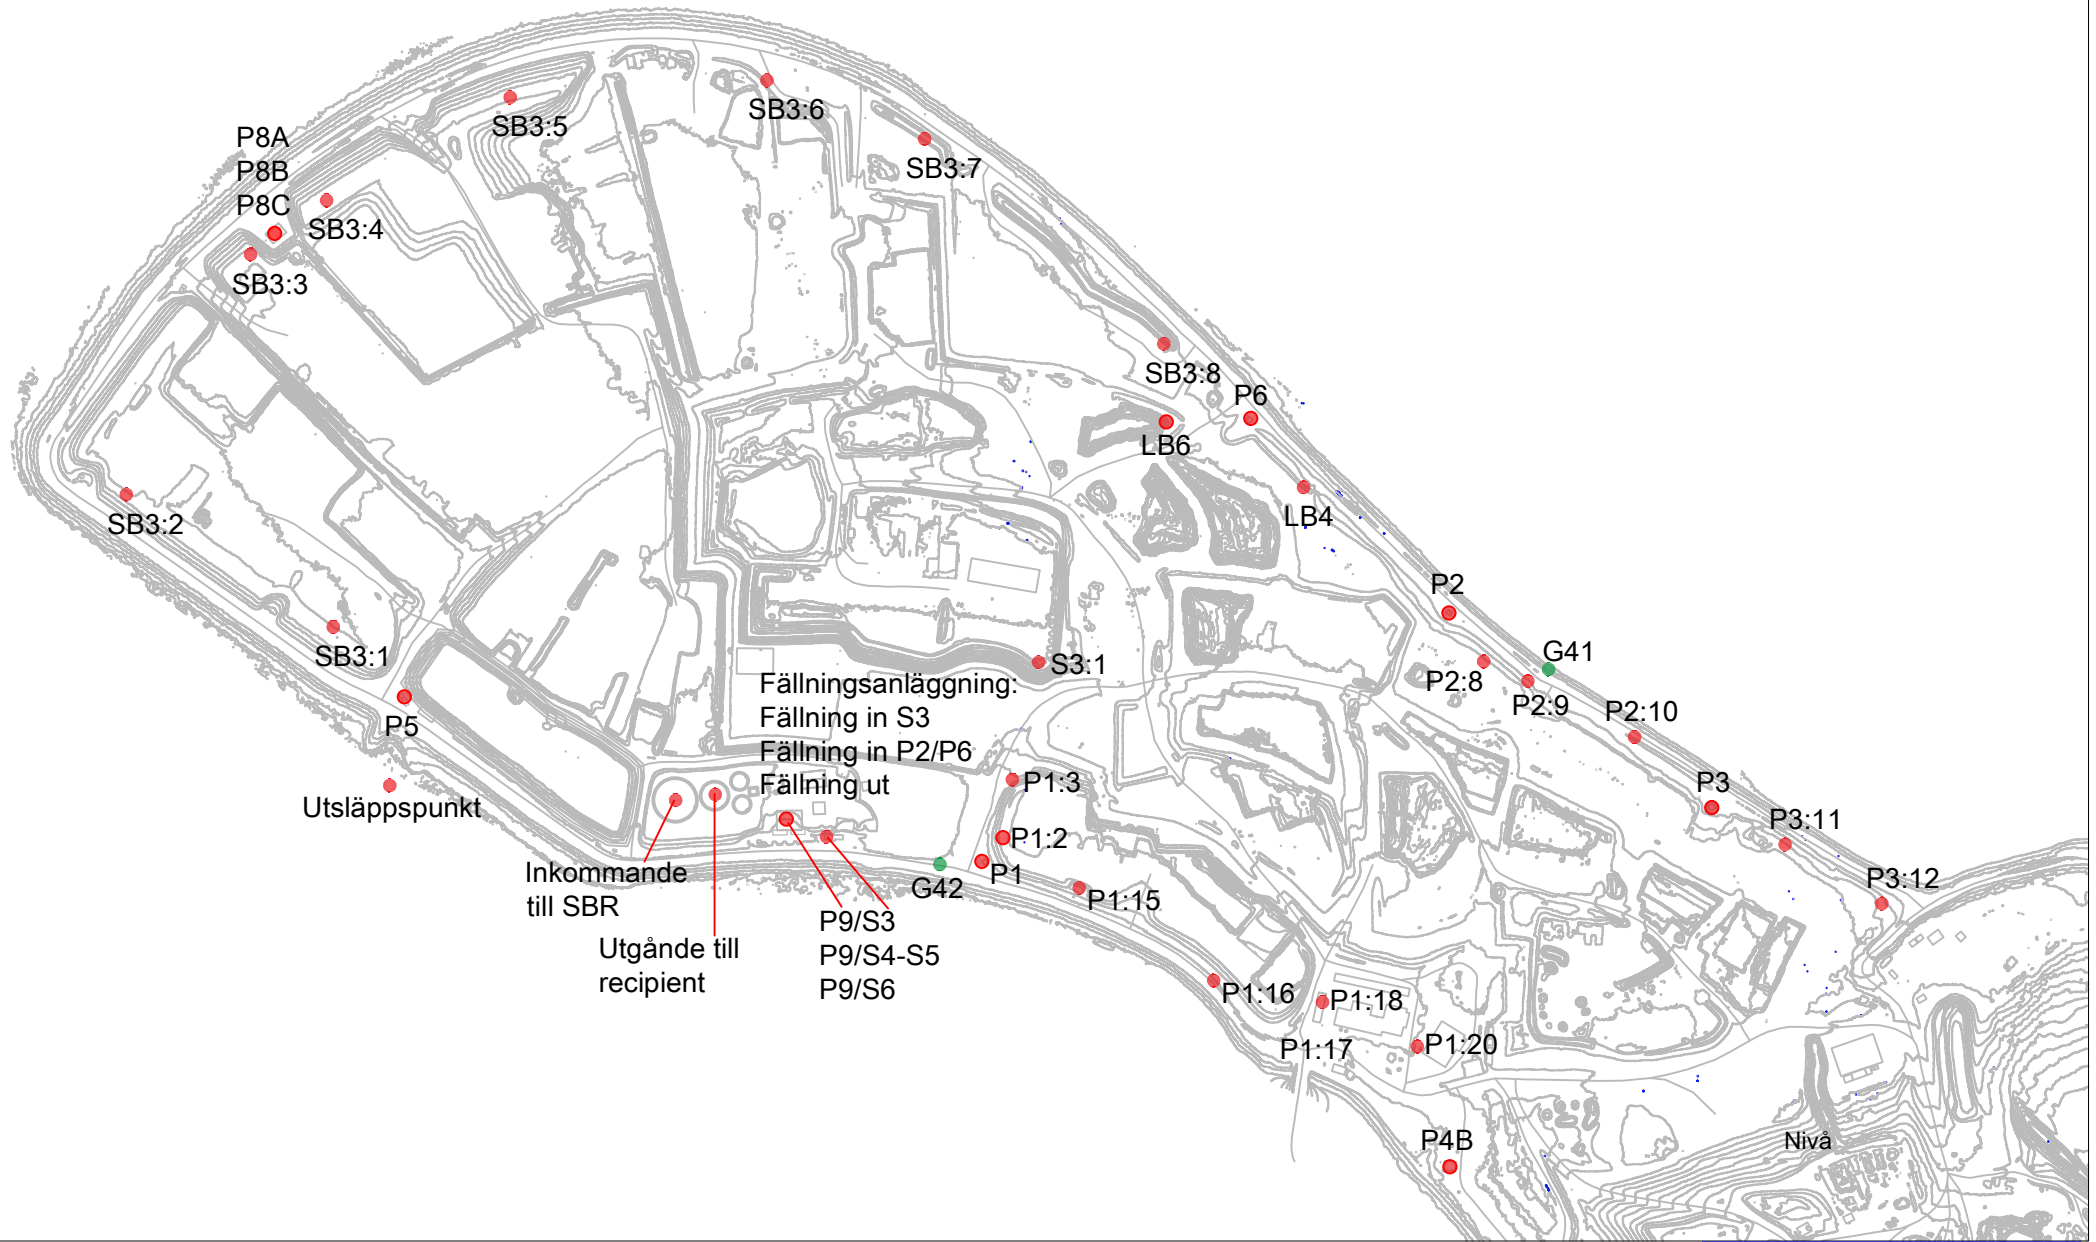 SB3:6
SB3:5
P8A
P8B
P8C
SB3:7
SB3:4
SB3:3
SB3:8
P6
LB6
LB4
SB3:2
P2
SB3:1
S3:1
G41
P2:8
P2:9
P2:10
Fällningsanläggning:
Fällning in S3
Fällning in P2/P6
Fällning ut
P5
Utsläppspunkt
P1:3
P3
P3:11
P1:2
P1
P3:12
Inkommande
till SBR
G42
P1:15
P9/S3
P9/S4-S5
P9/S6
Utgånde till
recipient
P1:16
P1:18
P1:17
P1:20
P4B
Nivå